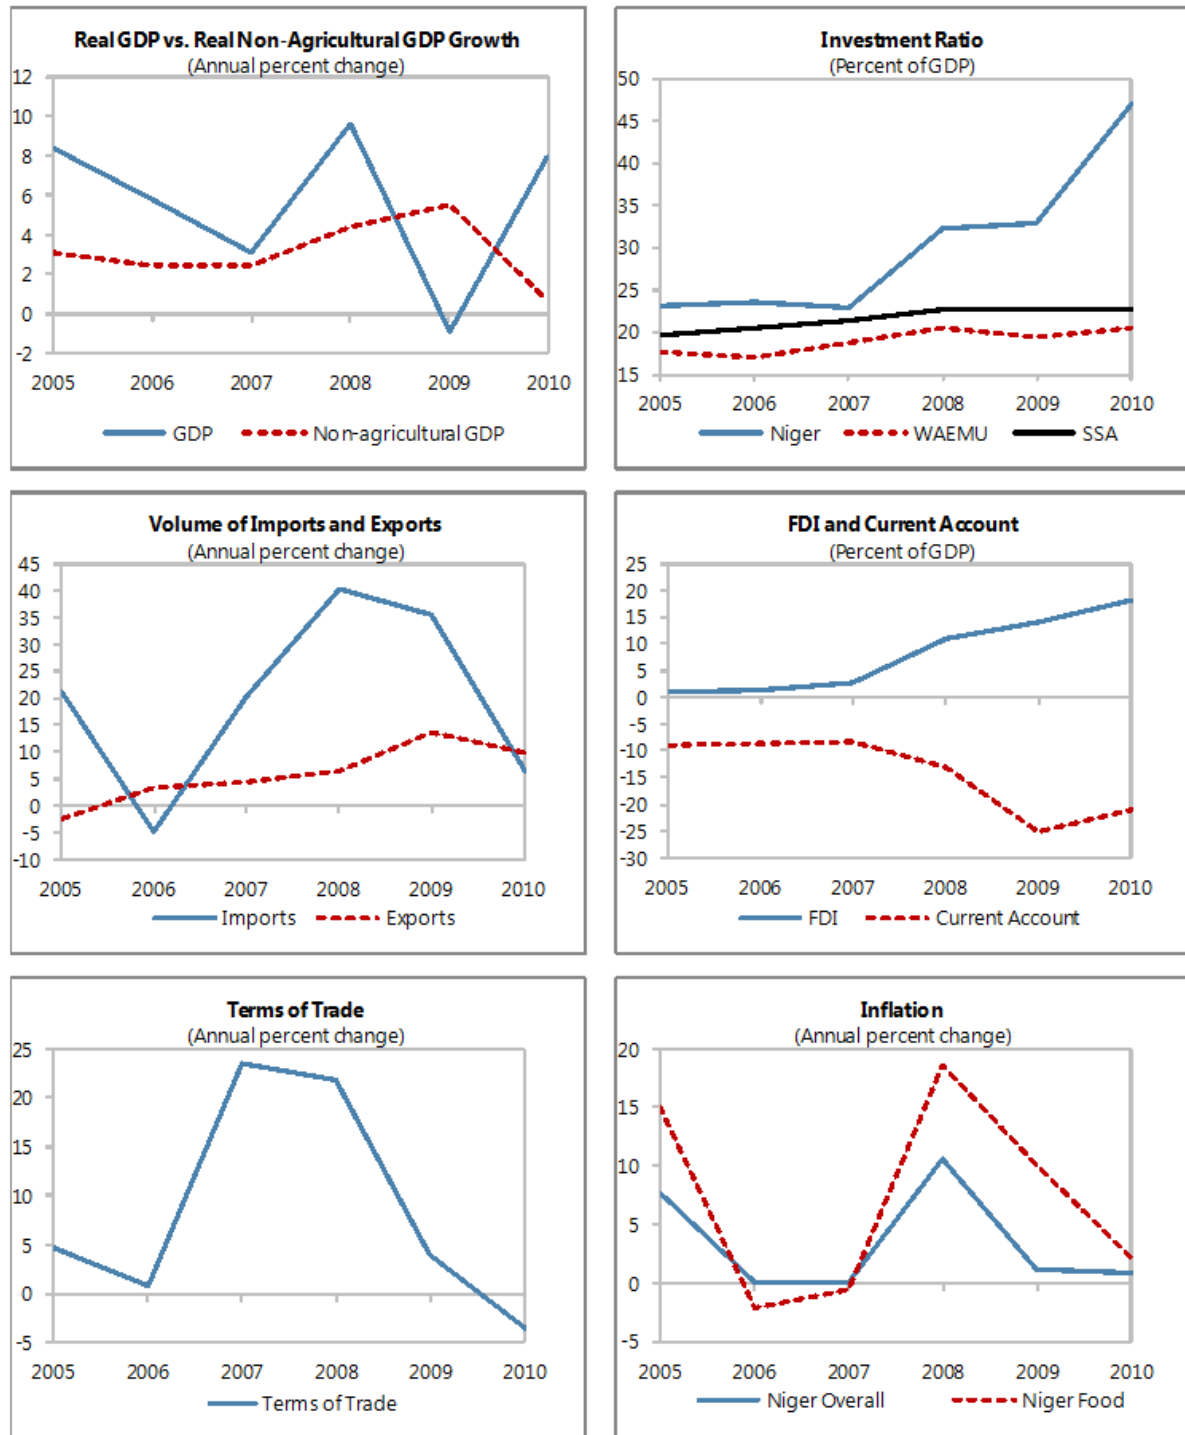 Real GDP vs. Real Non-Agricultural GDP Growth
(Annual percent change)
12
10
8
6
4
2
0
-2
2005 2006 2007 2008 2009 2010
GDP Non-agricultural GDP
Investment Ratio
(Percent of GDP)
50
45
40
35
30
25
20
15
2005 2006 2007 2008 2009 2010
Niger WAEMU SSA
Volume of Imports and Exports
(Annual percent change)
45
40
35
30
25
20
15
10
5
0
-5
-10
2005 2006 2007 2008 2009 2010
Imports Exports
FDI and Current Account
(Percent of GDP)
25
20
15
10
5
0
-5
-10
-15
-20
-25
-30
2005 2006 2007 2008 2009 2010
FDI Current Account
Terms of Trade
(Annual percent change)
25
20
15
10
5
0
-5
2005 2006 2007 2008 2009 2010
Terms of Trade
Inflation
(Annual percent change)
20
15
10
5
0
-5
2005 2006 2007 2008 2009 2010
Niger Overall Niger Food